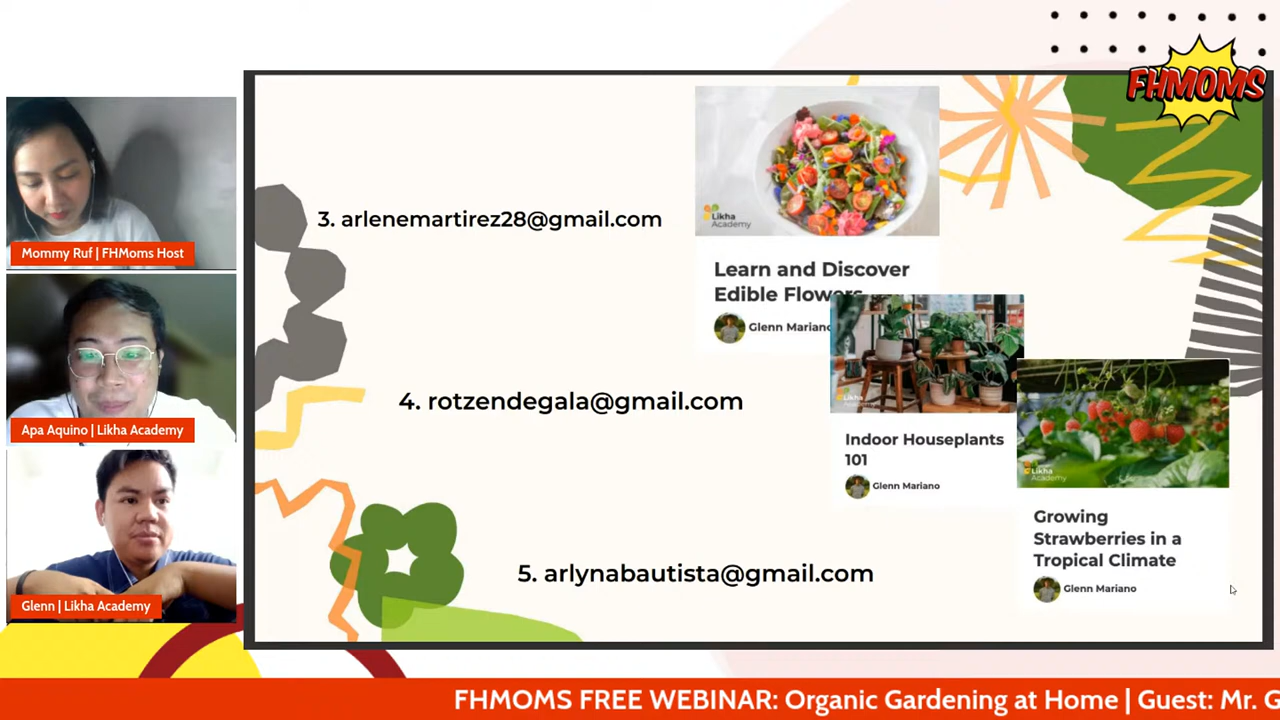 FHMOMS
Mommy Ruf | FHMoms Host
Apa Aquino | Likha Academy
Glenn | Likha Academy
3. arlenemartirez28@gmail.com
4. rotzendegala@gmail.com
5. arlynabautista@gmail.com
Likha
Academy
Learn and Discover
Edible Flowers
Glenn Mariano
Likha
Academy
Indoor Houseplants
101
Glenn Mariano
Likha
Academy
Growing
Strawberries in a
Tropical Climate
Glenn Mariano
FHMOMS FREE WEBINAR: Organic Gardening at Home | Guest: Mr. G